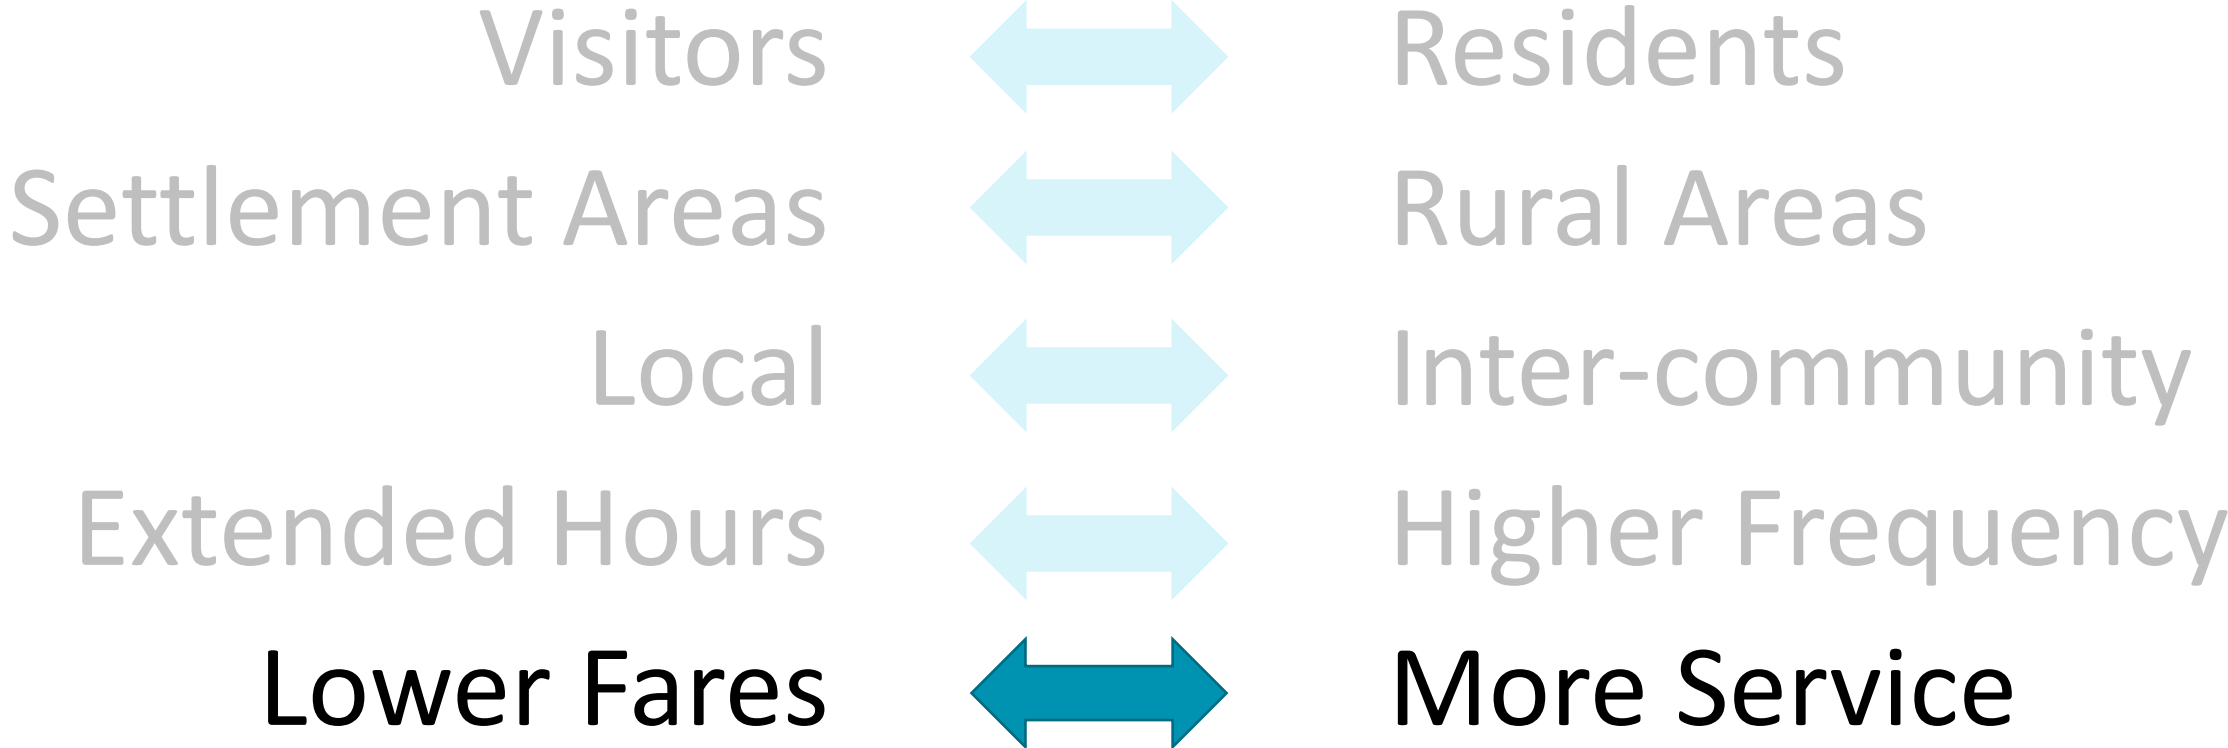 Visitors Residents
Settlement Areas Rural Areas
Local Inter-community
Extended Hours Higher Frequency
Lower Fares More Service